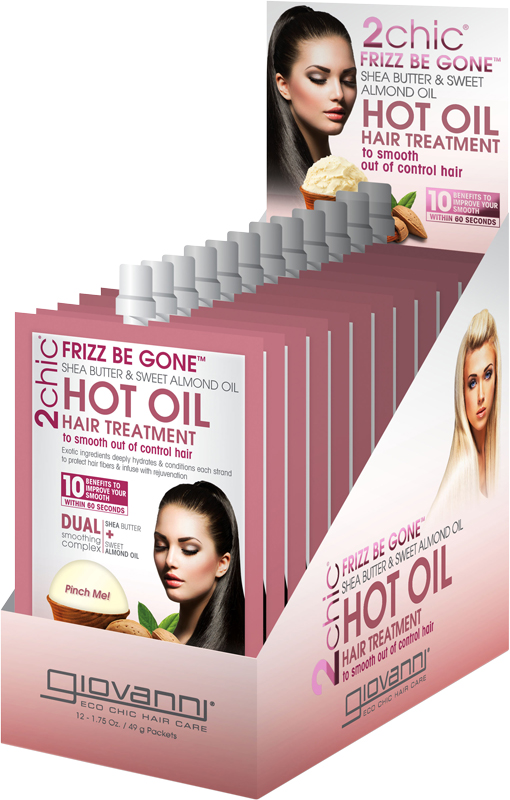 2chic®
FRIZZ BE GONE™
SHEA BUTTER & SWEET
ALMOND OIL
HOT OIL
HAIR TREATMENT
to smooth
out of control hair
10 BENEFITS TO
IMPROVE YOUR
SMOOTH
WITHIN 60 SECONDS
2chic®
FRIZZ BE GONE™
SHEA BUTTER & SWEET ALMOND OIL
HOT OIL
HAIR TREATMENT
to smooth out of control hair
Exotic ingredients deeply hydrates & conditions each strand
to protect hair fibers & infuse with rejuvenation
10 BENEFITS TO
IMPROVE YOUR
SMOOTH
WITHIN 60 SECONDS
DUAL
smoothing
complex
SHEA BUTTER
+
SWEET
ALMOND OIL
Pinch Me!
giovanni®
ECO CHIC HAIR CARE
12 - 1.75 Oz. / 49 g Packets
2chic®
FRIZZ BE GONE™
SHEA BUTTER & SWEET ALMOND OIL
HOT OIL
HAIR TREATMENT
to smooth out of control hair
giovanni®
ECO CHIC HAIR CARE